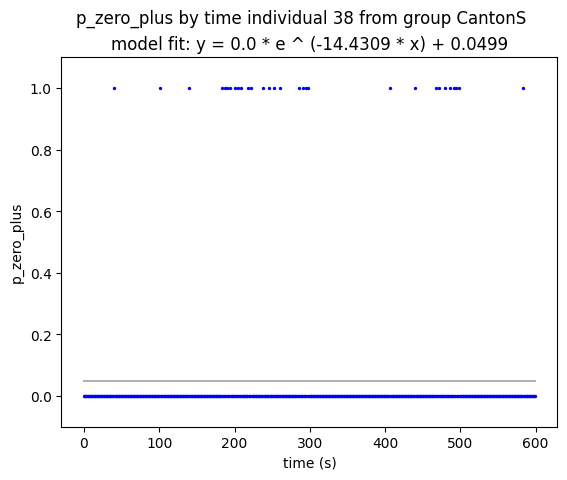 p_zero_plus by time individual 38 from group CantonS
model fit: y = 0.0 * e ^ (-14.4309 * x) + 0.0499
1.0
0.8
0.6
0.4
0.2
0.0
p_zero_plus
0 100 200 300 400 500 600
time (s)